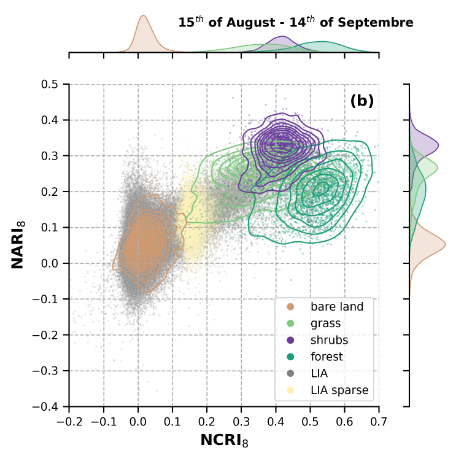 15th of August - 14th of Septembre
(b)
0.5
0.4
0.3
0.2
0.1
0.0
−0.1
−0.2
−0.3
−0.4
NARI8
bare land
grass
shrubs
forest
LIA
LIA sparse
−0.2 −0.1 0.0 0.1 0.2 0.3 0.4 0.5 0.6 0.7
NCRI8